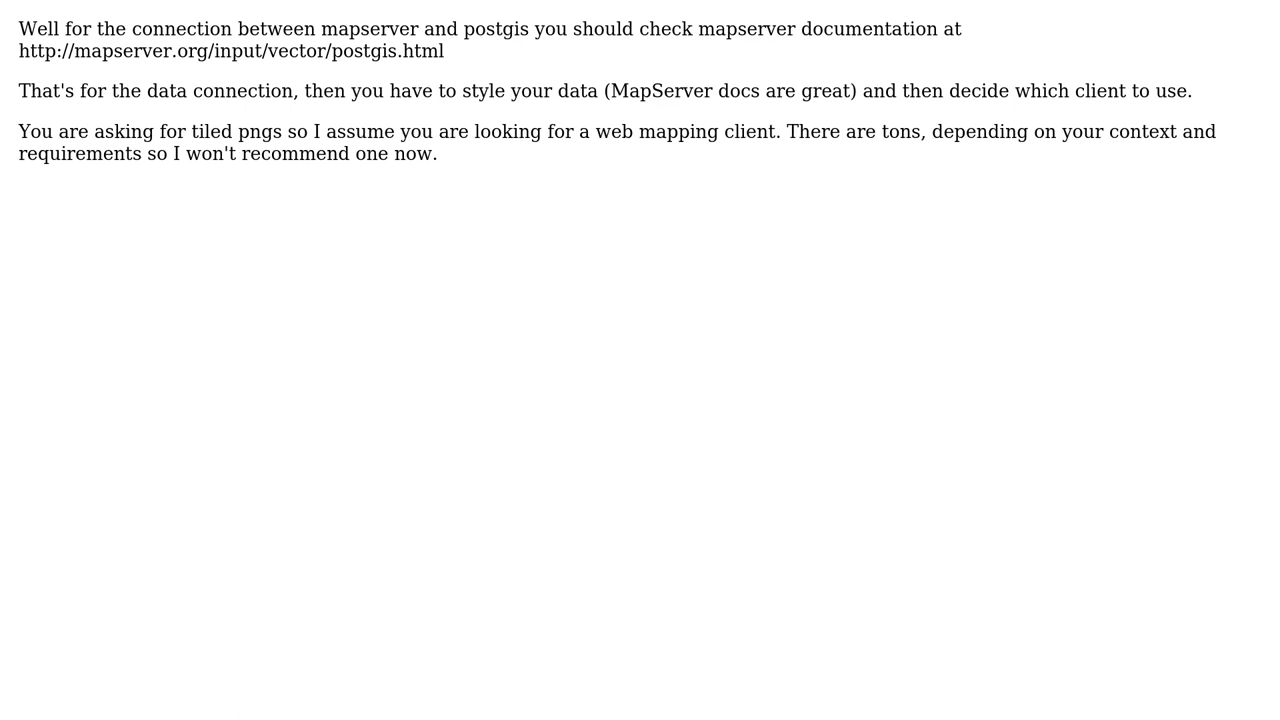 Well for the connection between mapserver and postgis you should check mapserver documentation at
http://mapserver.org/input/vector/postgis.html
That's for the data connection, then you have to style your data (MapServer docs are great) and then decide which client to use.
You are asking for tiled pngs so I assume you are looking for a web mapping client. There are tons, depending on your context and
requirements so I won't recommend one now.